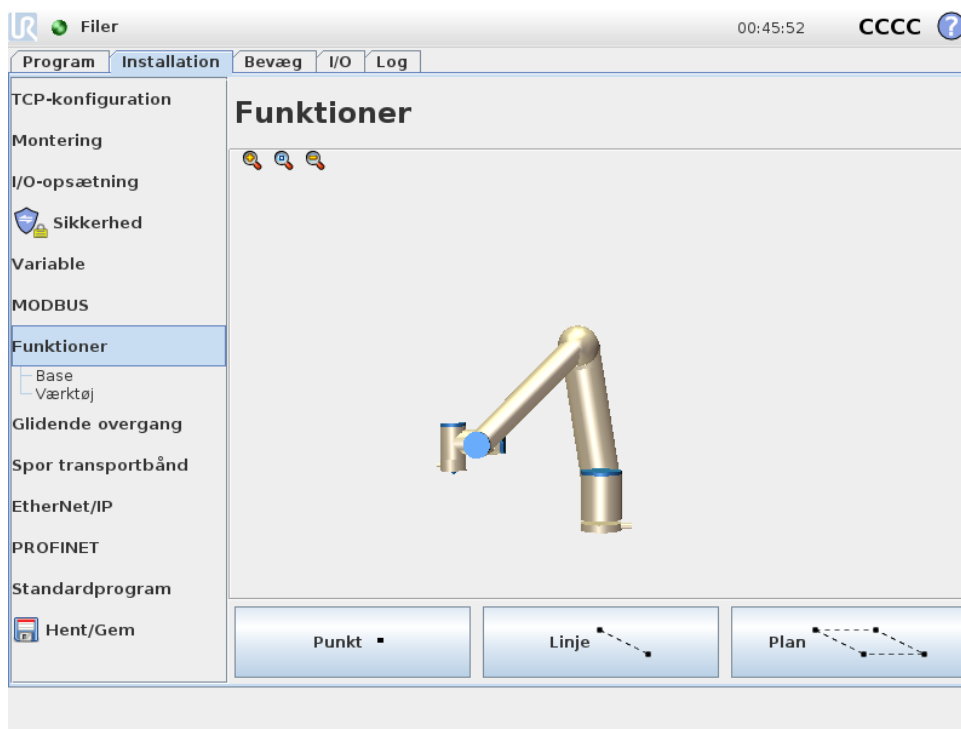 UR Filer 00:45:52 CCCC ?
Program Installation Bevæg I/O Log
TCP-konfiguration
Montering
I/O-opsætning
Sikkerhed
Variable
MODBUS
Funktioner
Base
Værktøj
Glidende overgang
Spor transportbånd
EtherNet/IP
PROFINET
Standardprogram
Hent/Gem
Funktioner
Punkt Linje Plan